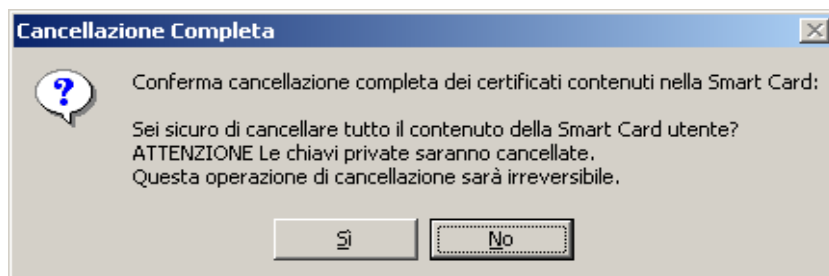 Cancellazione Completa
Conferma cancellazione completa dei certificati contenuti nella Smart Card:
Sei sicuro di cancellare tutto il contenuto della Smart Card utente?
ATTENZIONE Le chiavi private saranno cancellate.
Questa operazione di cancellazione sarà irreversibile.
Sì No